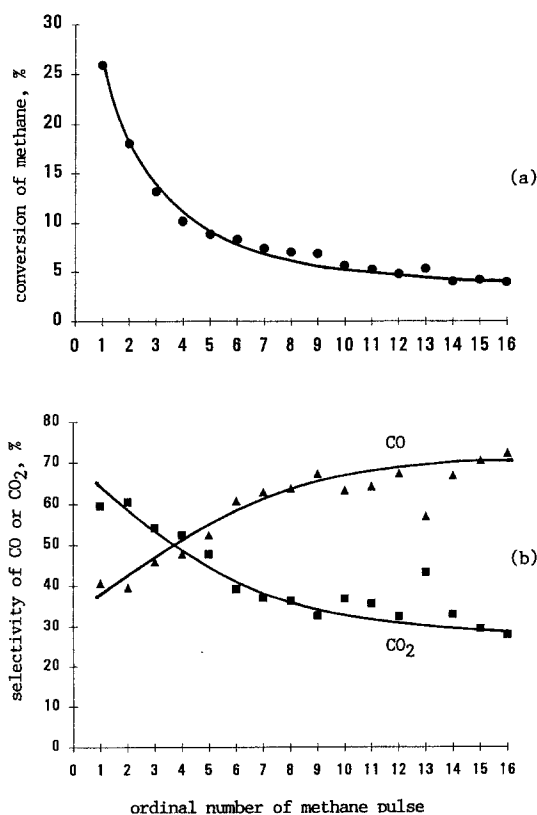 30
25
20
15
10
5
0
conversion of methane, %
(a)
1 2 3 4 5 6 7 8 9 10 11 12 13 14 15 16
80
70
60
50
40
30
20
10
0
selectivity of CO or CO₂, %
CO
(b)
CO₂
1 2 3 4 5 6 7 8 9 10 11 12 13 14 15 16
ordinal number of methane pulse